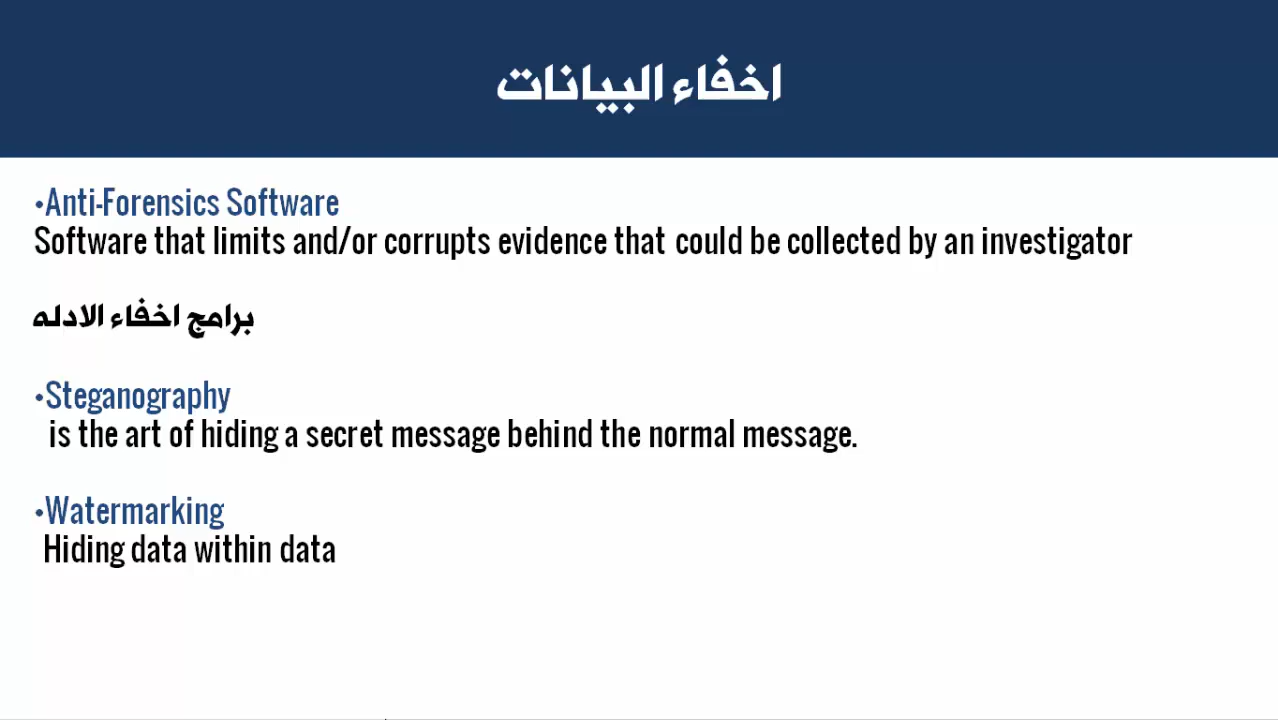 اخفاء البيانات
•Anti-Forensics Software
Software that limits and/or corrupts evidence that could be collected by an investigator
برامج اخفاء الادله
•Steganography
is the art of hiding a secret message behind the normal message.
•Watermarking
Hiding data within data